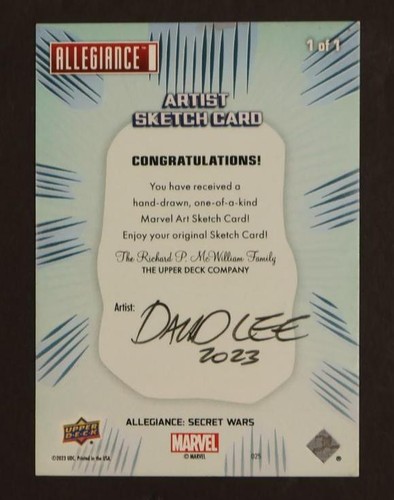 ALLEGIANCE™
1 of 1
ARTIST
SKETCH CARD
CONGRATULATIONS!
You have received a
hand-drawn, one-of-a-kind
Marvel Art Sketch Card!
Enjoy your original Sketch Card!
The Richard P. McWilliam Family
THE UPPER DECK COMPANY
Artist: DAVID LEE
2023
ALLEGIANCE: SECRET WARS
UPPER
DECK
MARVEL
©2023 UDC, Printed in the USA.
© MARVEL
025
®